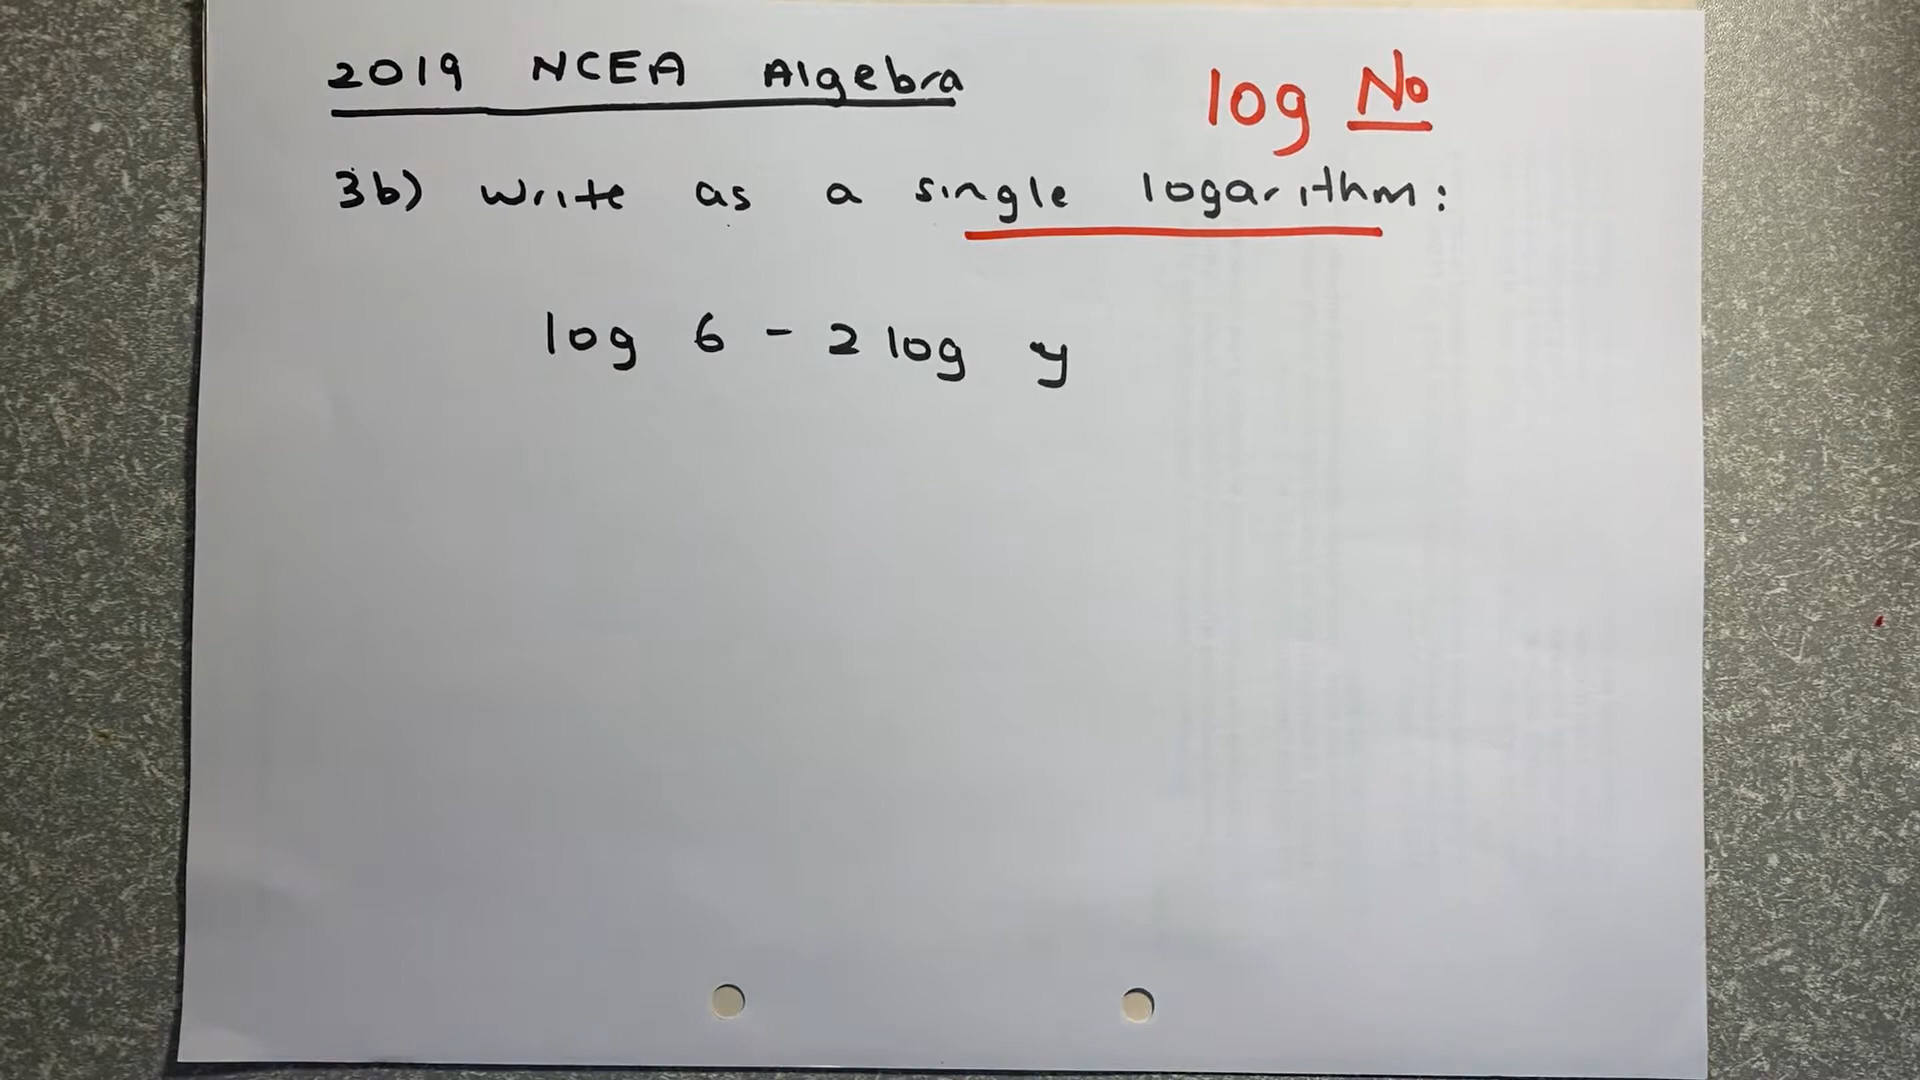 2019 NCEA Algebra
log No
3b) Write as a single logarithm:
log 6 - 2 log y